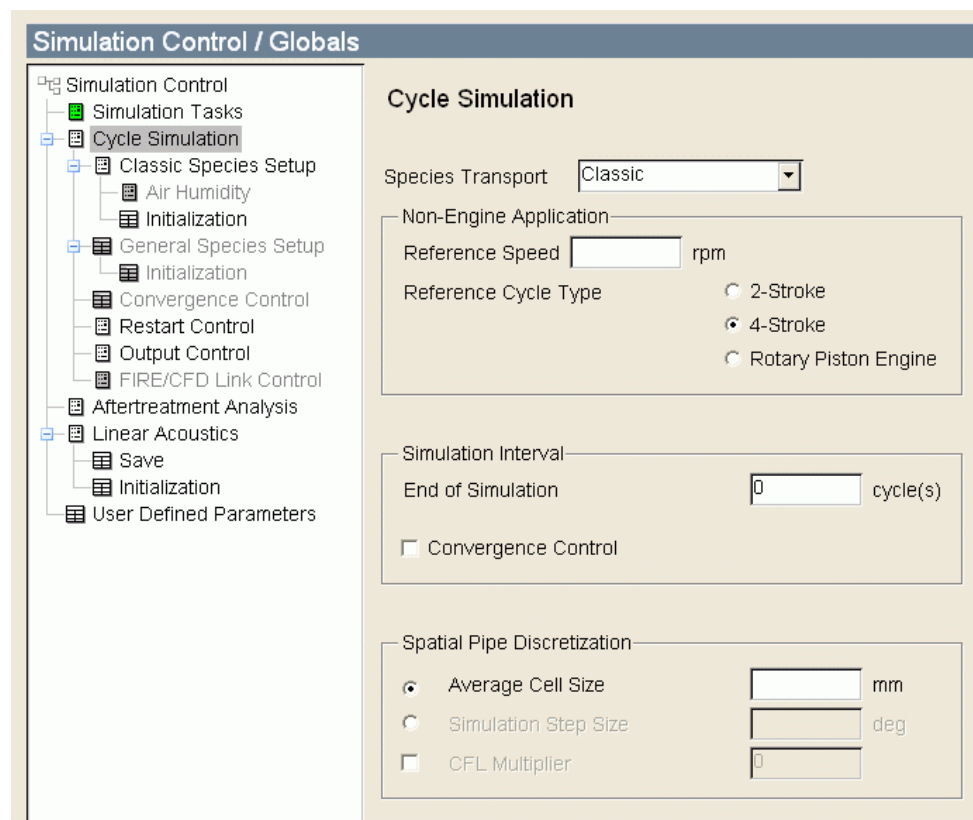 Simulation Control / Globals
Simulation Control
Simulation Tasks
Cycle Simulation
Classic Species Setup
Air Humidity
Initialization
General Species Setup
Initialization
Convergence Control
Restart Control
Output Control
FIRE/CFD Link Control
Aftertreatment Analysis
Linear Acoustics
Save
Initialization
User Defined Parameters
Cycle Simulation
Species Transport Classic
Non-Engine Application
Reference Speed rpm
Reference Cycle Type 2-Stroke
4-Stroke
Rotary Piston Engine
Simulation Interval
End of Simulation 0 cycle(s)
Convergence Control
Spatial Pipe Discretization
Average Cell Size mm
Simulation Step Size deg
CFL Multiplier 0